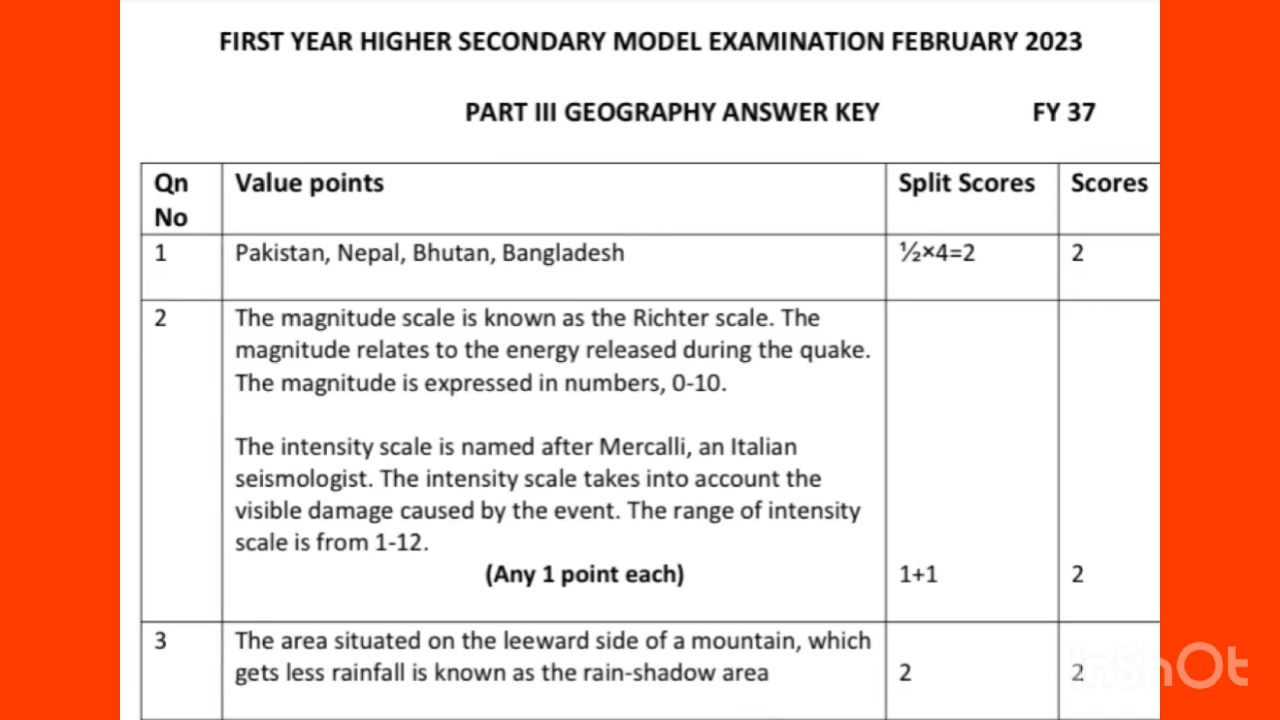 FIRST YEAR HIGHER SECONDARY MODEL EXAMINATION FEBRUARY 2023
PART III GEOGRAPHY ANSWER KEY FY 37
Qn No Value points Split Scores Scores
1 Pakistan, Nepal, Bhutan, Bangladesh ½×4=2 2
2 The magnitude scale is known as the Richter scale. The
magnitude relates to the energy released during the quake.
The magnitude is expressed in numbers, 0-10.
The intensity scale is named after Mercalli, an Italian
seismologist. The intensity scale takes into account the
visible damage caused by the event. The range of intensity
scale is from 1-12.
(Any 1 point each) 1+1 2
3 The area situated on the leeward side of a mountain, which
gets less rainfall is known as the rain-shadow area 2 2
InShOt